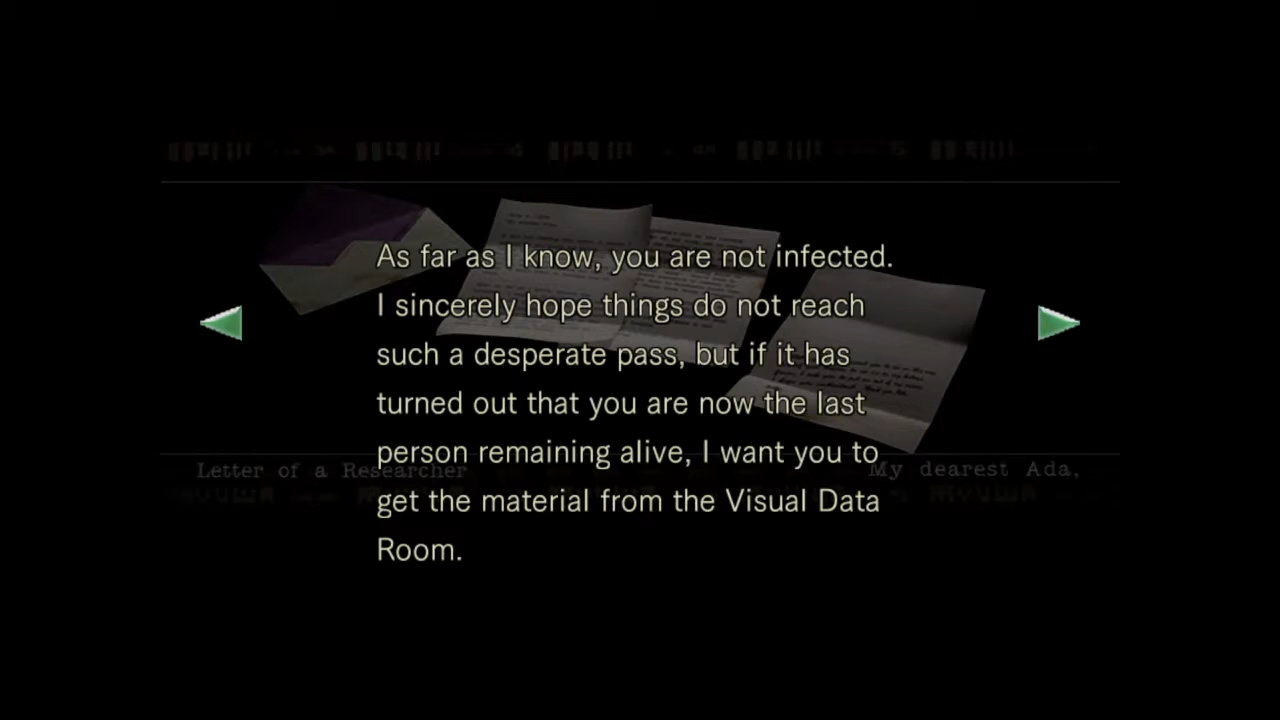 As far as I know, you are not infected.
I sincerely hope things do not reach
such a desperate pass, but if it has
turned out that you are now the last
person remaining alive, I want you to
get the material from the Visual Data
Room.
Letter of a Researcher
My dearest Ada,